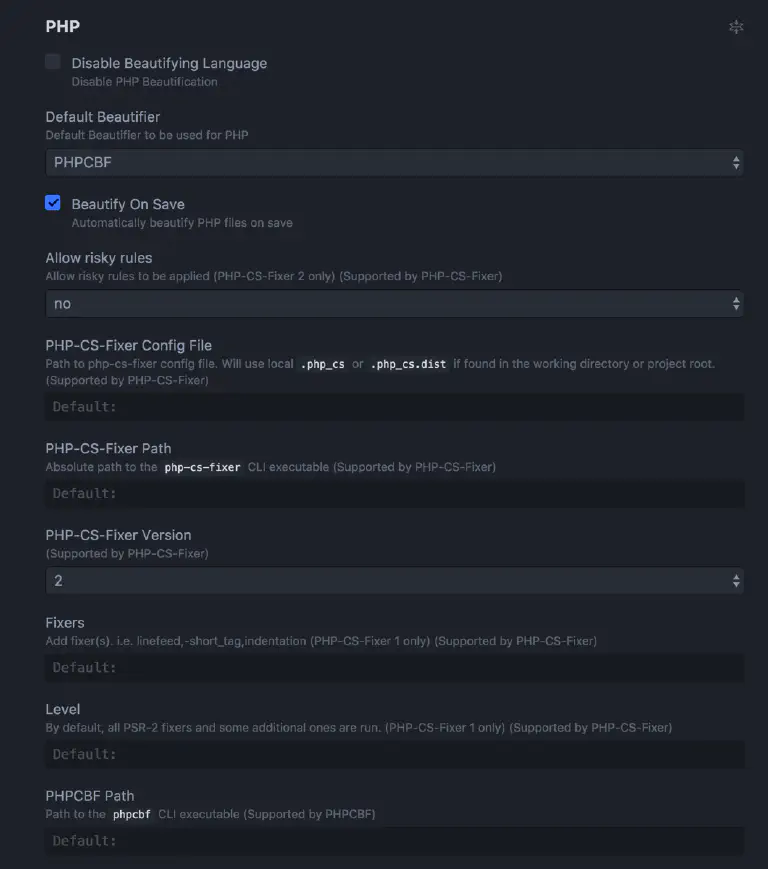 PHP
Disable Beautifying Language
Disable PHP Beautification
Default Beautifier
Default Beautifier to be used for PHP
PHPCBF
Beautify On Save
Automatically beautify PHP files on save
Allow risky rules
Allow risky rules to be applied (PHP-CS-Fixer 2 only) (Supported by PHP-CS-Fixer)
no
PHP-CS-Fixer Config File
Path to php-cs-fixer config file. Will use local .php_cs or .php_cs.dist if found in the working directory or project root.
(Supported by PHP-CS-Fixer)
Default:
PHP-CS-Fixer Path
Absolute path to the php-cs-fixer CLI executable (Supported by PHP-CS-Fixer)
Default:
PHP-CS-Fixer Version
(Supported by PHP-CS-Fixer)
2
Fixers
Add fixer(s). i.e. linefeed,-short_tag,indentation (PHP-CS-Fixer 1 only) (Supported by PHP-CS-Fixer)
Default:
Level
By default, all PSR-2 fixers and some additional ones are run. (PHP-CS-Fixer 1 only) (Supported by PHP-CS-Fixer)
Default:
PHPCBF Path
Path to the phpcbf CLI executable (Supported by PHPCBF)
Default: